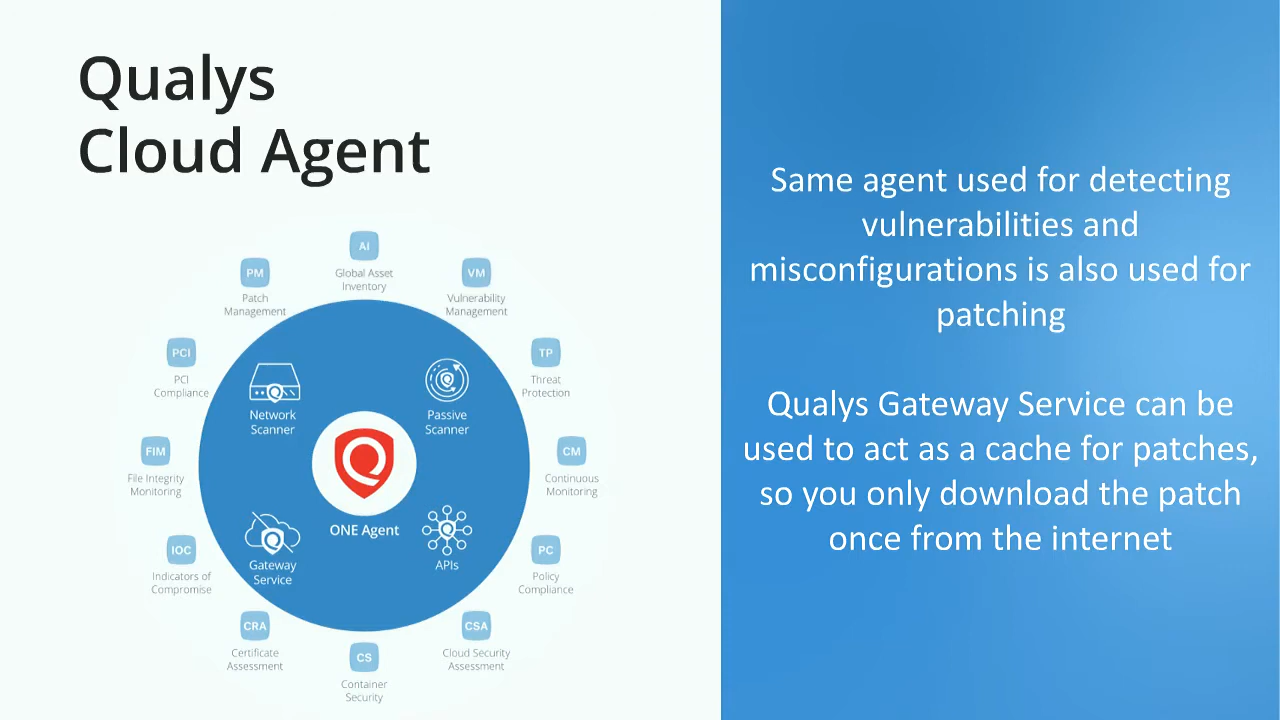 Qualys
Cloud Agent
AI
Global Asset
Inventory
PM
Patch
Management
VM
Vulnerability
Management
PCI
PCI
Compliance
TP
Threat
Protection
Network
Scanner
Passive
Scanner
FIM
File Integrity
Monitoring
CM
Continuous
Monitoring
ONE Agent
Gateway
Service
APIs
IOC
Indicators of
Compromise
PC
Policy
Compliance
CRA
Certificate
Assessment
CSA
Cloud Security
Assessment
CS
Container
Security
Same agent used for detecting
vulnerabilities and
misconfigurations is also used for
patching
Qualys Gateway Service can be
used to act as a cache for patches,
so you only download the patch
once from the internet